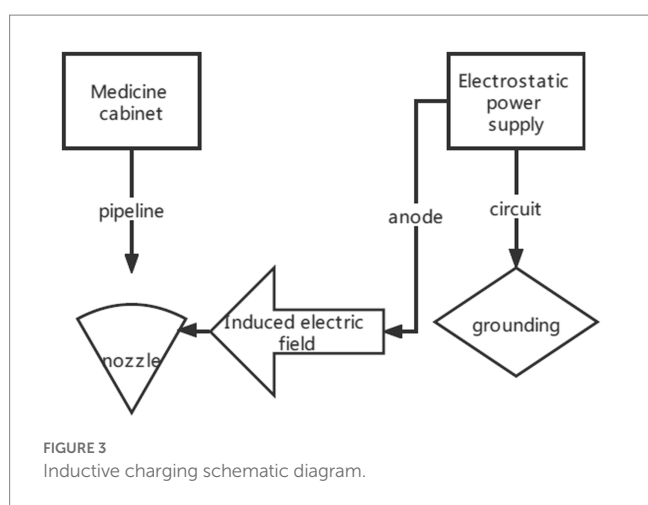 Medicine
cabinet
Electrostatic
power
supply
pipeline
anode
circuit
Induced electric
field
nozzle
grounding
FIGURE 3
Inductive charging schematic diagram.